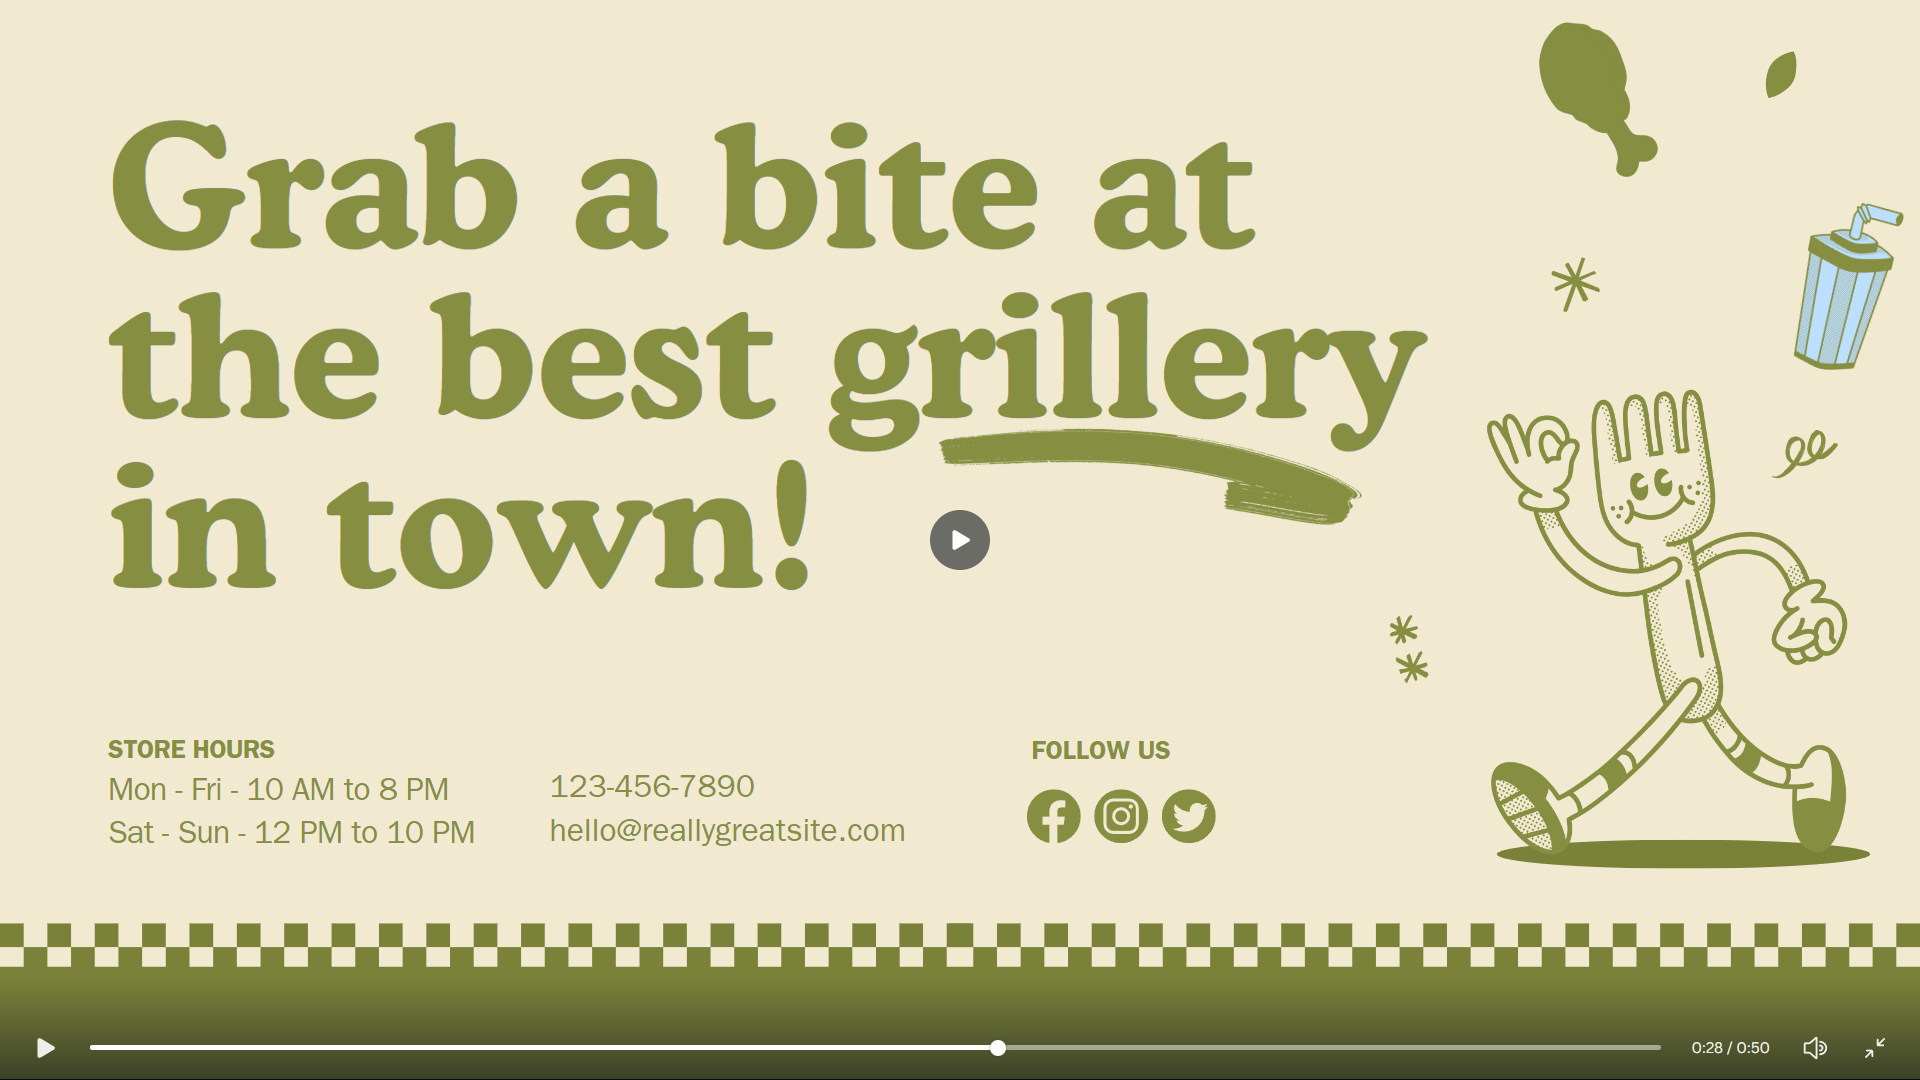 Grab a bite at
the best grillery
in town!
STORE HOURS
Mon - Fri - 10 AM to 8 PM
Sat - Sun - 12 PM to 10 PM
123-456-7890
hello@reallygreatsite.com
FOLLOW US
0:28 / 0:50